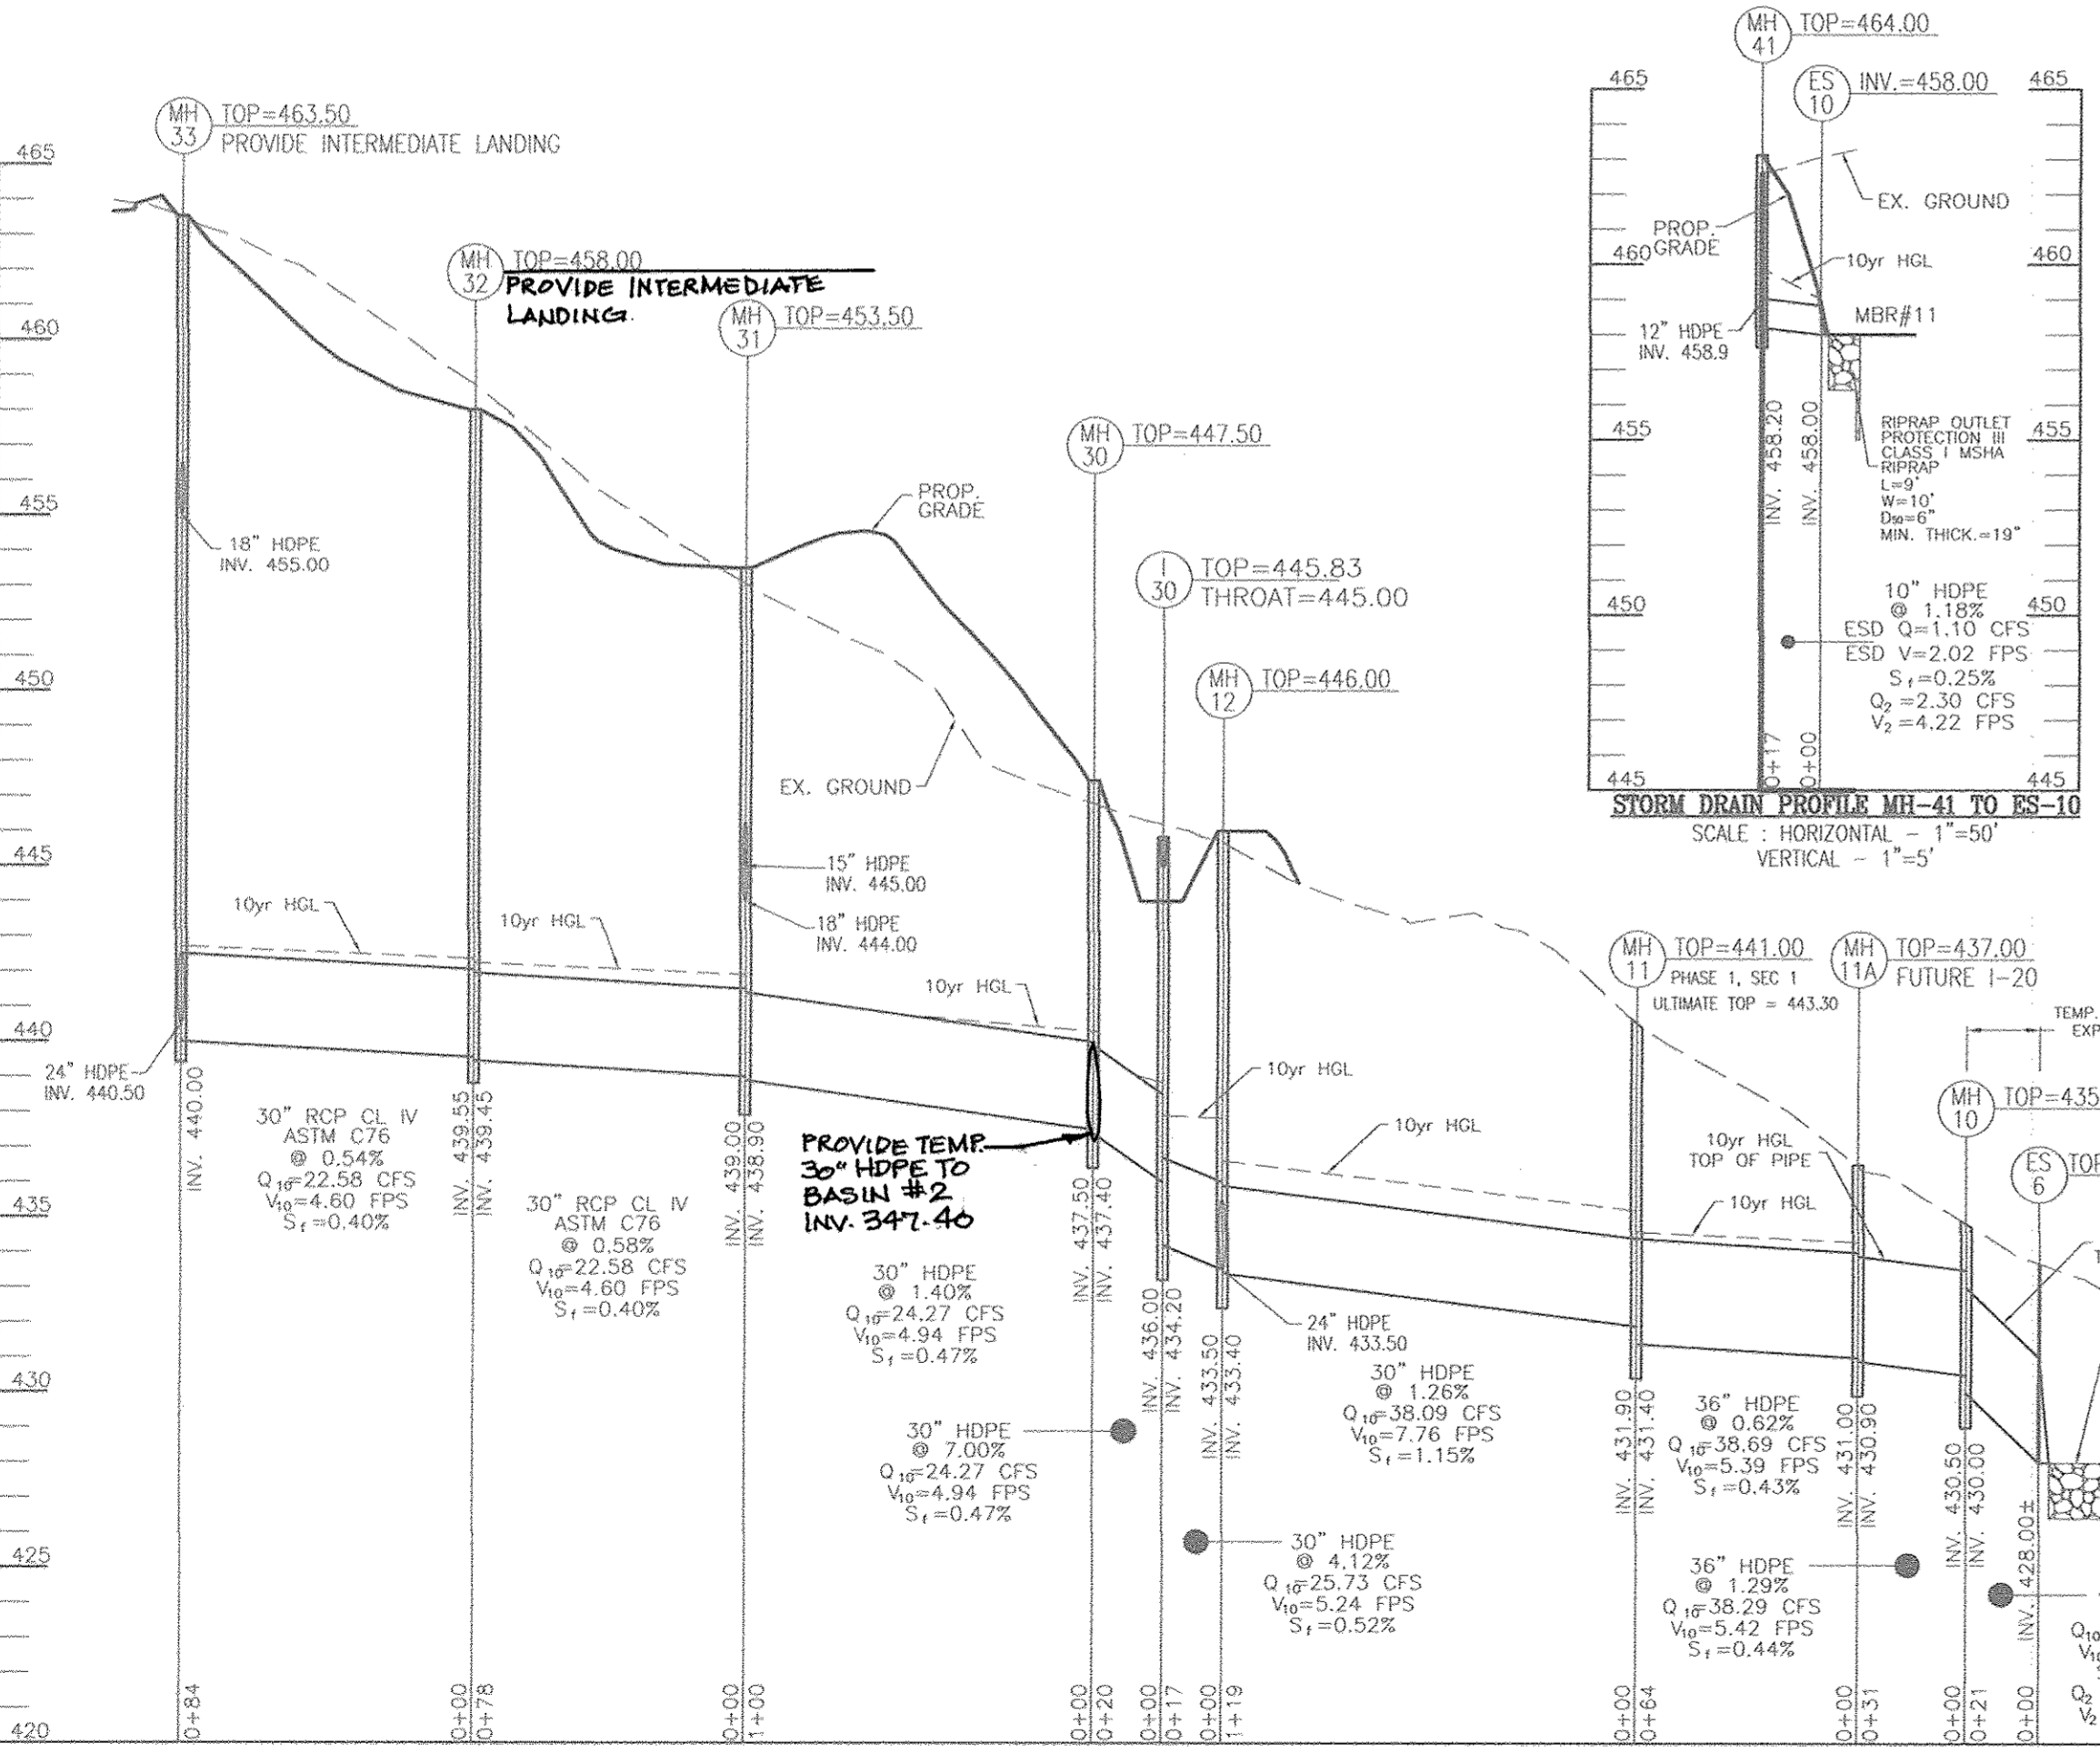 MH 33
TOP=463.50
PROVIDE INTERMEDIATE LANDING
MH 32
TOP=458.00
PROVIDE INTERMEDIATE
LANDING.
MH 31
TOP=453.50
MH 30
TOP=447.50
I 30
TOP=445.83
THROAT=445.00
MH 12
TOP=446.00
MH 11
TOP=441.00
PHASE 1, SEC 1
ULTIMATE TOP = 443.30
MH 11A
TOP=437.00
FUTURE I-20
TEMP.
EXP
MH 10
TOP=435
ES 6
465
460
455
450
445
440
435
430
425
420
18" HDPE
INV. 455.00
PROP.
GRADE
EX. GROUND
15" HDPE
INV. 445.00
18" HDPE
INV. 444.00
10yr HGL
10yr HGL
10yr HGL
10yr HGL
10yr HGL
10yr HGL
TOP OF PIPE
10yr HGL
24" HDPE
INV. 440.50
INV. 440.00
30" RCP CL IV
ASTM C76
@ 0.54%
Q10=22.58 CFS
V10=4.60 FPS
Sf=0.40%
INV. 439.55
INV. 439.45
30" RCP CL IV
ASTM C76
@ 0.58%
Q10=22.58 CFS
V10=4.60 FPS
Sf=0.40%
INV. 439.00
INV. 438.90
PROVIDE TEMP.
30" HDPE TO
BASIN #2
INV. 347.40
30" HDPE
@ 1.40%
Q10=24.27 CFS
V10=4.94 FPS
Sf=0.47%
INV. 437.50
INV. 437.40
30" HDPE
@ 7.00%
Q10=24.27 CFS
V10=4.94 FPS
Sf=0.47%
INV. 436.00
INV. 434.20
30" HDPE
@ 4.12%
Q10=25.73 CFS
V10=5.24 FPS
Sf=0.52%
INV. 433.50
INV. 433.40
24" HDPE
INV. 433.50
30" HDPE
@ 1.26%
Q10=38.09 CFS
V10=7.76 FPS
Sf=1.15%
INV. 431.90
INV. 431.40
36" HDPE
@ 0.62%
Q10=38.69 CFS
V10=5.39 FPS
Sf=0.43%
INV. 431.00
INV. 430.90
36" HDPE
@ 1.29%
Q10=38.29 CFS
V10=5.42 FPS
Sf=0.44%
INV. 430.50
INV. 430.00
INV. 428.00±
Q10
V10
Q2
V2
0+84
0+00
0+78
0+00
1+00
0+00
0+20
0+00
0+17
0+00
1+19
0+00
0+64
0+00
0+31
0+00
0+21
0+00
MH 41
TOP=464.00
ES 10
INV.=458.00
465
460
455
450
445
465
460
455
450
445
EX. GROUND
PROP.
GRADE
10yr HGL
MBR#11
12" HDPE
INV. 458.9
INV. 458.20
INV. 458.00
RIPRAP OUTLET
PROTECTION III
CLASS I MSHA
RIPRAP
L=9'
W=10'
D50=6"
MIN. THICK.=19"
10" HDPE
@ 1.18%
ESD Q=1.10 CFS
ESD V=2.02 FPS
Sf=0.25%
Q2=2.30 CFS
V2=4.22 FPS
0+17
0+00
STORM DRAIN PROFILE MH-41 TO ES-10
SCALE : HORIZONTAL - 1"=50'
VERTICAL - 1"=5'